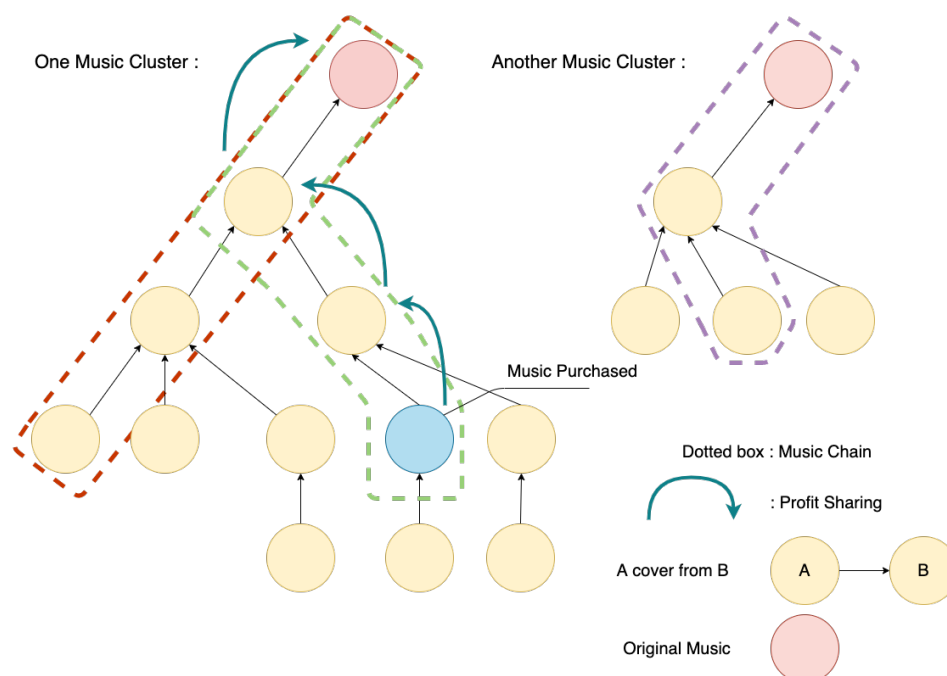 One Music Cluster :
Another Music Cluster :
Music Purchased
Dotted box : Music Chain
: Profit Sharing
A cover from B
A
B
Original Music